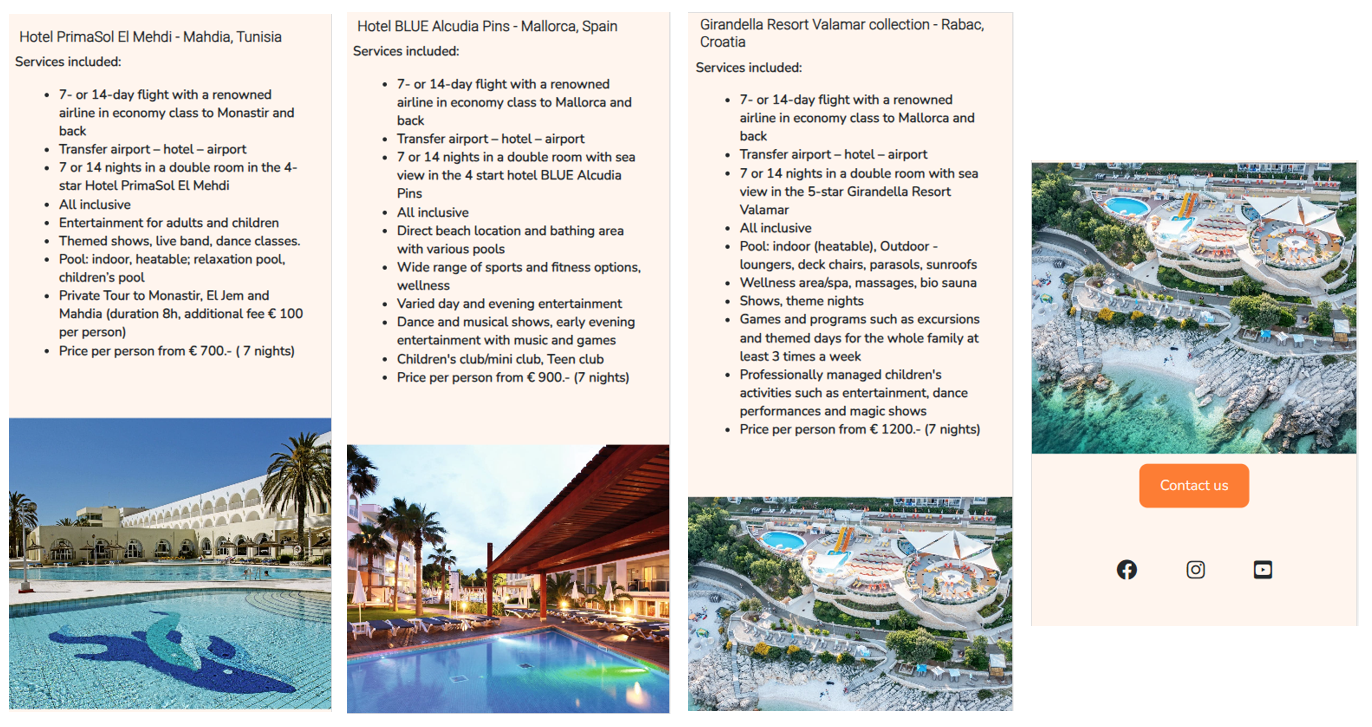 Hotel PrimaSol El Mehdi - Mahdia, Tunisia
Services included:
• 7- or 14-day flight with a renowned
airline in economy class to Monastir and
back
• Transfer airport – hotel – airport
• 7 or 14 nights in a double room in the 4-
star Hotel PrimaSol El Mehdi
• All inclusive
• Entertainment for adults and children
• Themed shows, live band, dance classes.
• Pool: indoor, heatable; relaxation pool,
children's pool
• Private Tour to Monastir, El Jem and
Mahdia (duration 8h, additional fee € 100
per person)
• Price per person from € 700.- ( 7 nights)
Hotel BLUE Alcudia Pins - Mallorca, Spain
Services included:
• 7- or 14-day flight with a renowned
airline in economy class to Mallorca and
back
• Transfer airport – hotel – airport
• 7 or 14 nights in a double room with sea
view in the 4 start hotel BLUE Alcudia
Pins
• All inclusive
• Direct beach location and bathing area
with various pools
• Wide range of sports and fitness options,
wellness
• Varied day and evening entertainment
• Dance and musical shows, early evening
entertainment with music and games
• Children's club/mini club, Teen club
• Price per person from € 900.- (7 nights)
Girandella Resort Valamar collection - Rabac,
Croatia
Services included:
• 7- or 14-day flight with a renowned
airline in economy class to Mallorca and
back
• Transfer airport – hotel – airport
• 7 or 14 nights in a double room with sea
view in the 5-star Girandella Resort
Valamar
• All inclusive
• Pool: indoor (heatable), Outdoor -
loungers, deck chairs, parasols, sunroofs
• Wellness area/spa, massages, bio sauna
• Shows, theme nights
• Games and programs such as excursions
and themed days for the whole family at
least 3 times a week
• Professionally managed children's
activities such as entertainment, dance
performances and magic shows
• Price per person from € 1200.- (7 nights)
Contact us